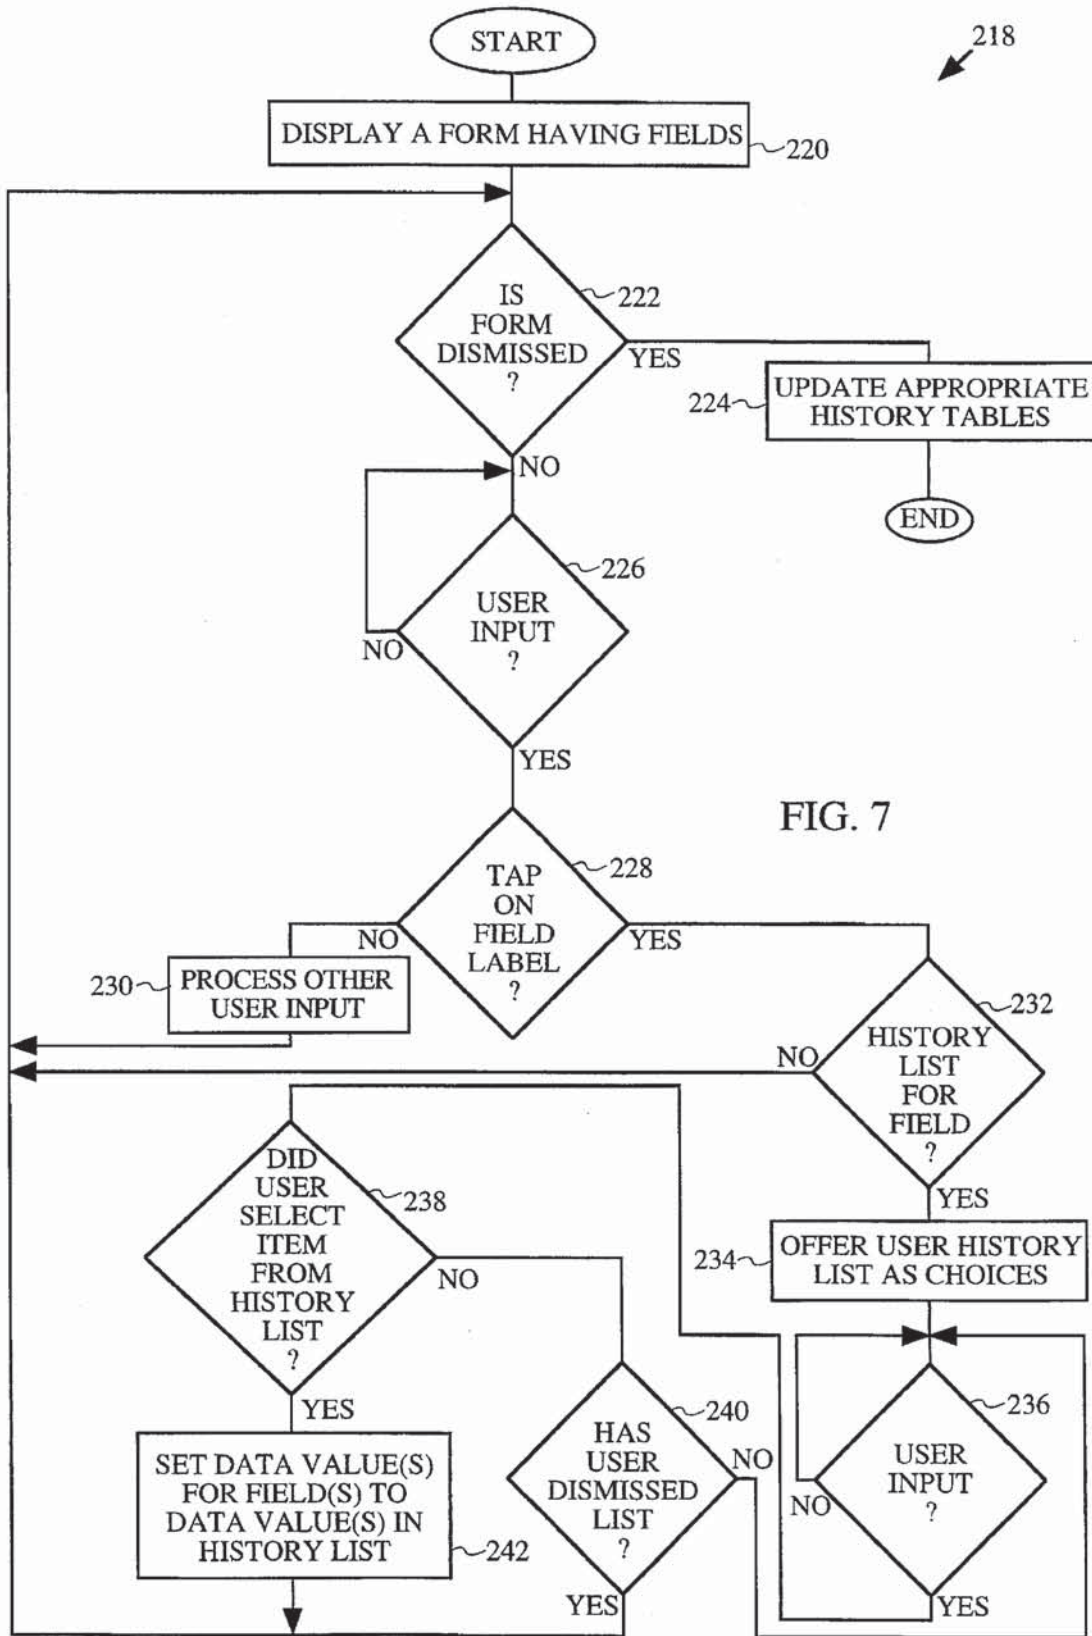 START
218
DISPLAY A FORM HAVING FIELDS
220
IS
FORM
DISMISSED
?
222
YES
UPDATE APPROPRIATE
HISTORY TABLES
224
NO
END
USER
INPUT
?
226
NO
YES
FIG. 7
TAP
ON
FIELD
LABEL
?
228
NO
YES
PROCESS OTHER
USER INPUT
230
HISTORY
LIST
FOR
FIELD
?
232
NO
YES
OFFER USER HISTORY
LIST AS CHOICES
234
USER
INPUT
?
236
NO
YES
DID
USER
SELECT
ITEM
FROM
HISTORY
LIST
?
238
NO
YES
HAS
USER
DISMISSED
LIST
?
240
NO
YES
SET DATA VALUE(S)
FOR FIELD(S) TO
DATA VALUE(S) IN
HISTORY LIST
242